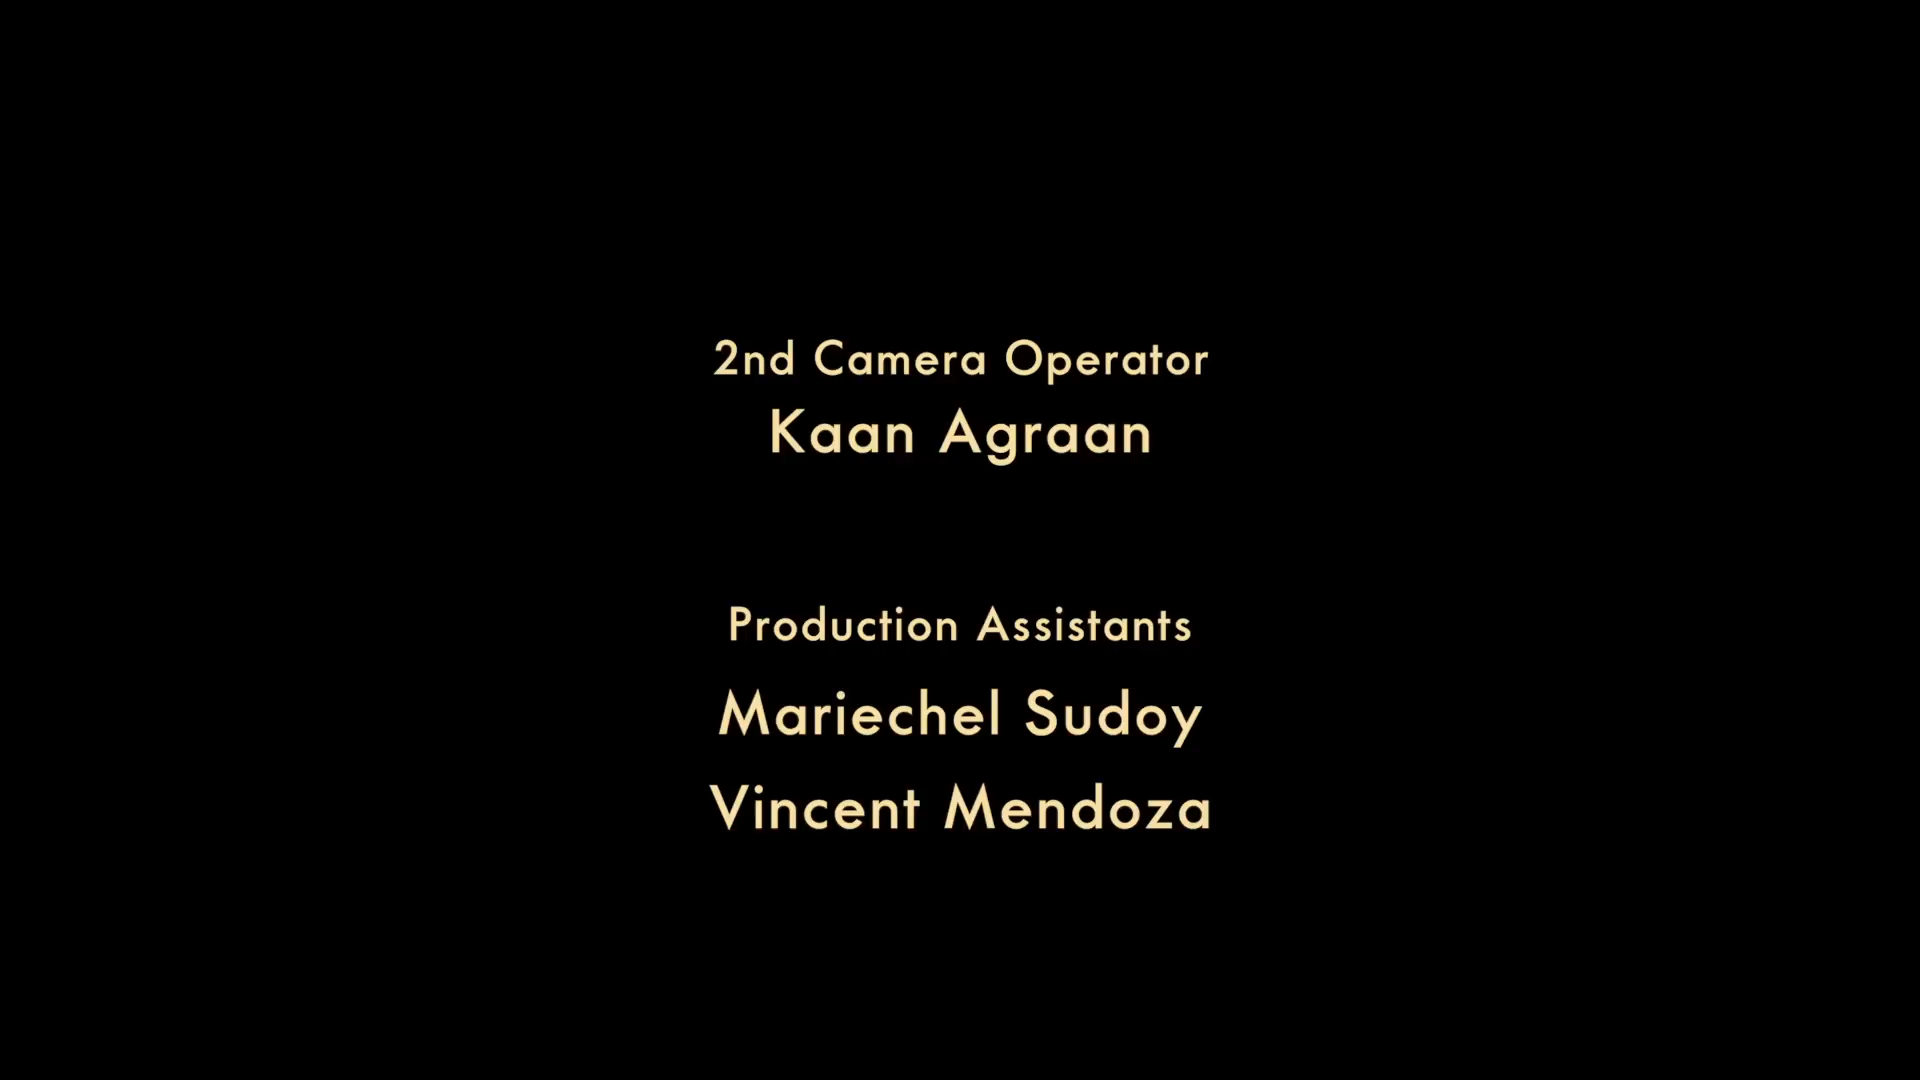 2nd Camera Operator
Kaan Agraan
Production Assistants
Mariechel Sudoy
Vincent Mendoza